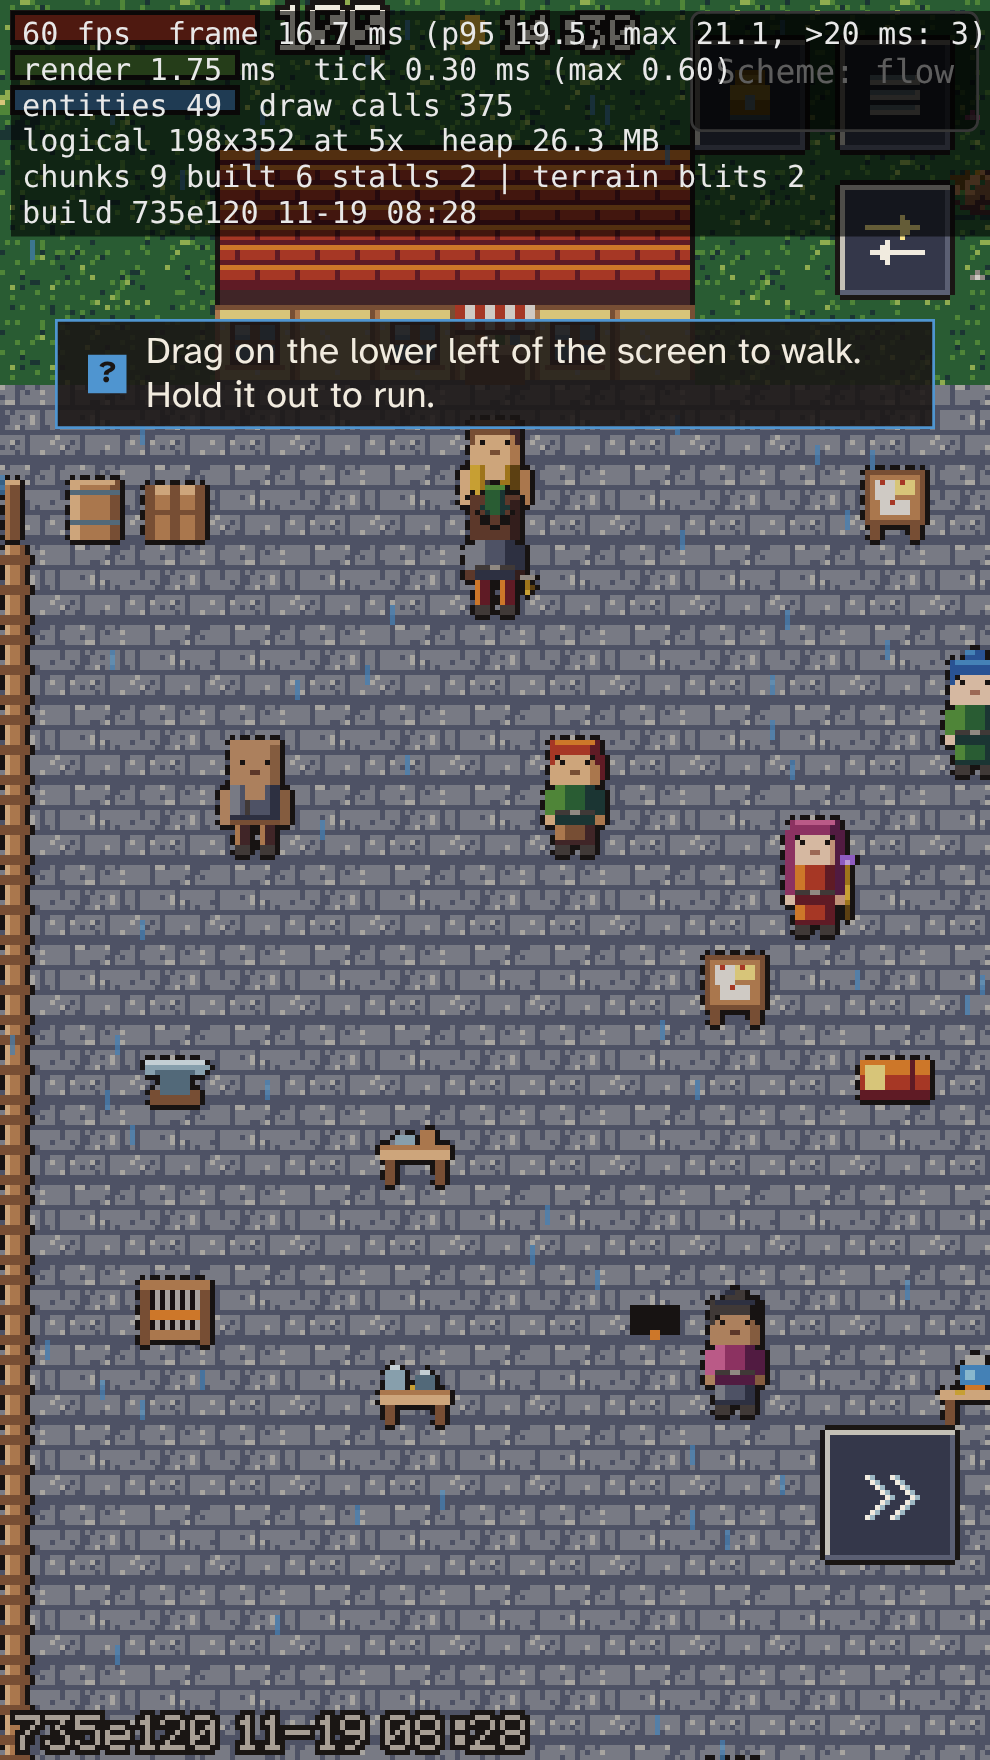 60 fps  frame 16.7 ms (p95 19.5, max 21.1, >20 ms: 3)
render 1.75 ms  tick 0.30 ms (max 0.60)
Scheme: flow
entities 49  draw calls 375
logical 198x352 at 5x  heap 26.3 MB
chunks 9 built 6 stalls 2 | terrain blits 2
build 735e120 11-19 08:28
? Drag on the lower left of the screen to walk.
Hold it out to run.
735e120 11-19 08:28